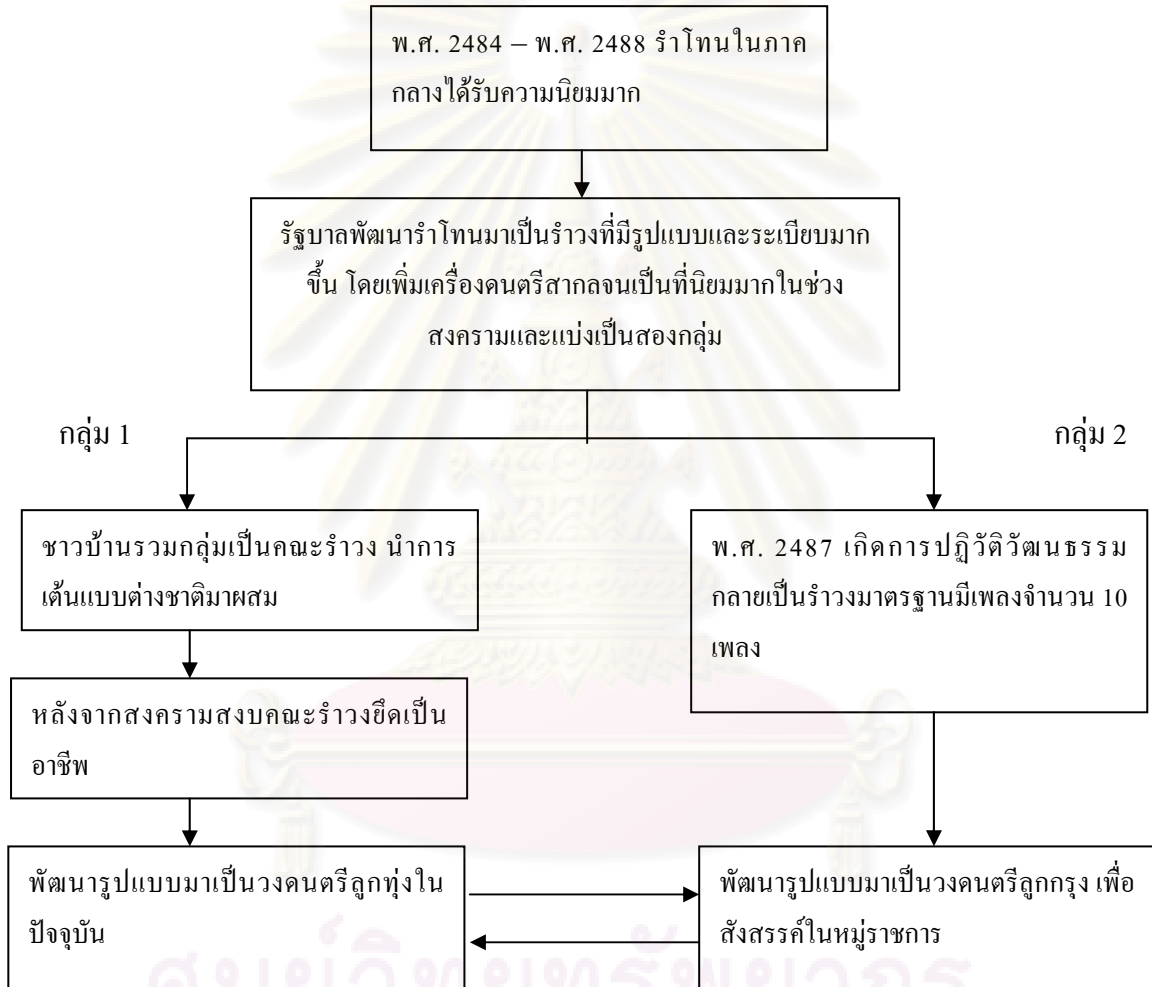 พ.ศ. 2484 – พ.ศ. 2488 รำโทนในภาค
กลางได้รับความนิยมมาก
รัฐบาลพัฒนารำโทนมาเป็นรำวงที่มีรูปแบบและระเบียบมาก
ขึ้น โดยเพิ่มเครื่องดนตรีสากลจนเป็นที่นิยมมากในช่วง
สงครามและแบ่งเป็นสองกลุ่ม
กลุ่ม 1
กลุ่ม 2
ชาวบ้านรวมกลุ่มเป็นคณะรำวง นำการ
เต้นแบบต่างชาติมาผสม
พ.ศ. 2487 เกิดการปฏิวัติวัฒนธรรม
กลายเป็นรำวงมาตรฐานมีเพลงจำนวน 10
เพลง
หลังจากสงครามสงบคณะรำวงยึดเป็น
อาชีพ
พัฒนารูปแบบมาเป็นวงดนตรีลูกทุ่งใน
ปัจจุบัน
พัฒนารูปแบบมาเป็นวงดนตรีลูกกรุง เพื่อ
สังสรรค์ในหมู่ราชการ
ศูนย์วิทยทรัพยากร